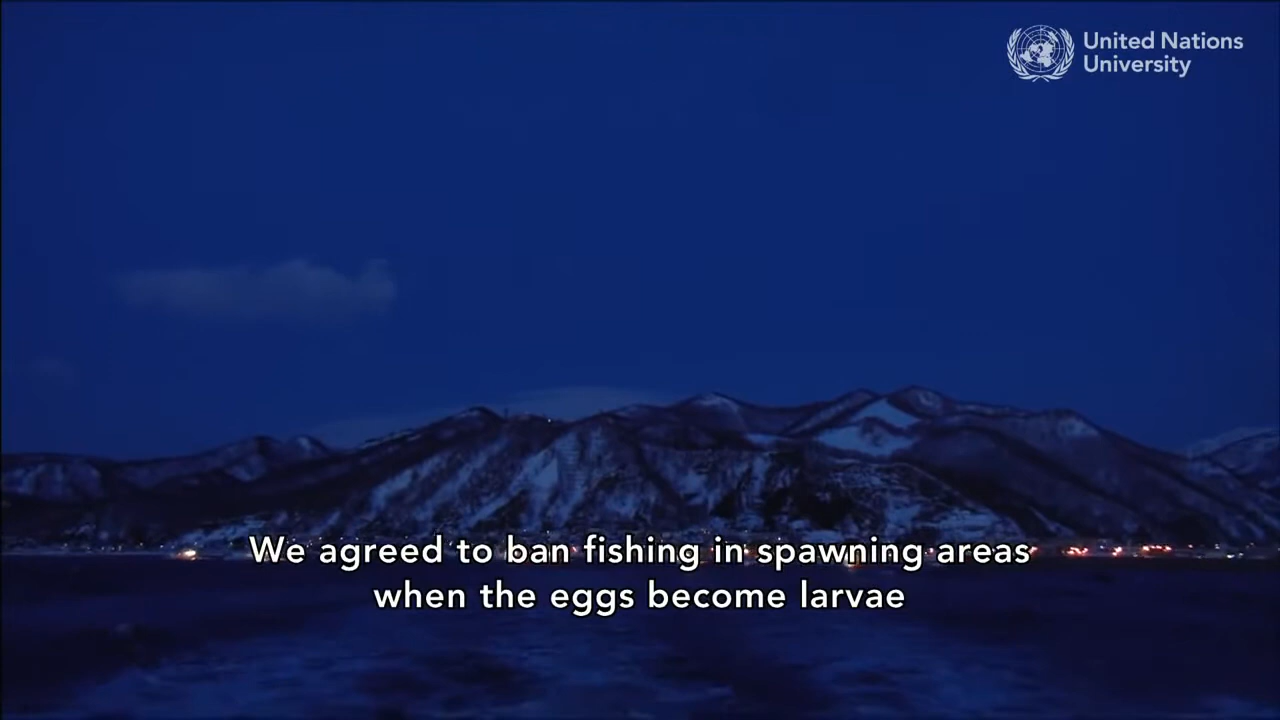 United Nations
University
We agreed to ban fishing in spawning areas
when the eggs become larvae